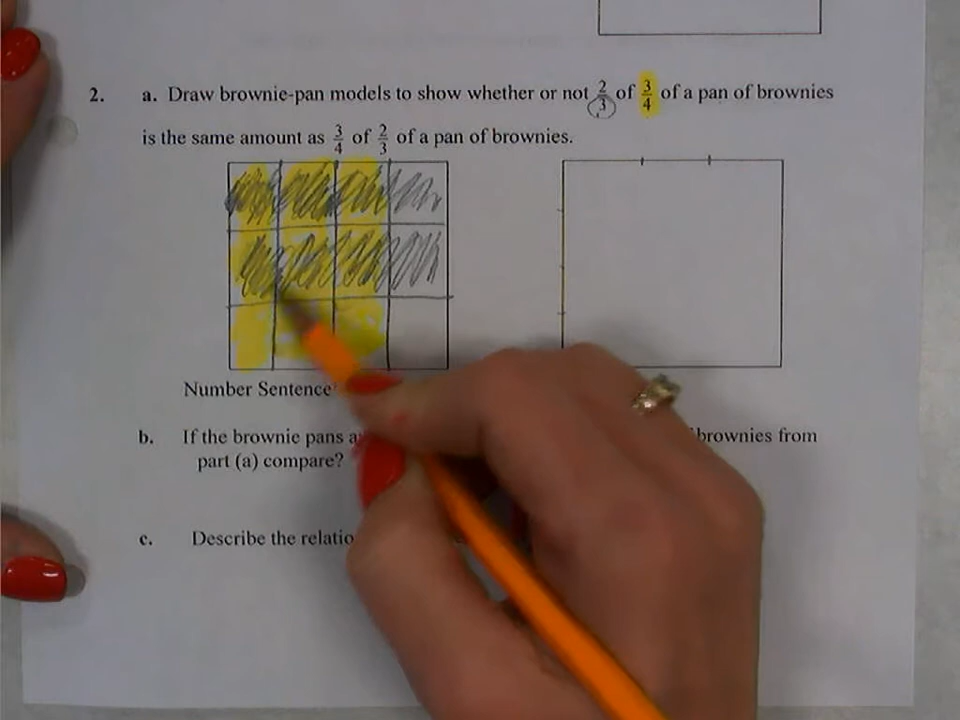 2. a. Draw brownie-pan models to show whether or not 2/3 of 3/4 of a pan of brownies
is the same amount as 3/4 of 2/3 of a pan of brownies.
Number Sentence
b. If the brownie pans brownies from
part (a) compare?
c. Describe the